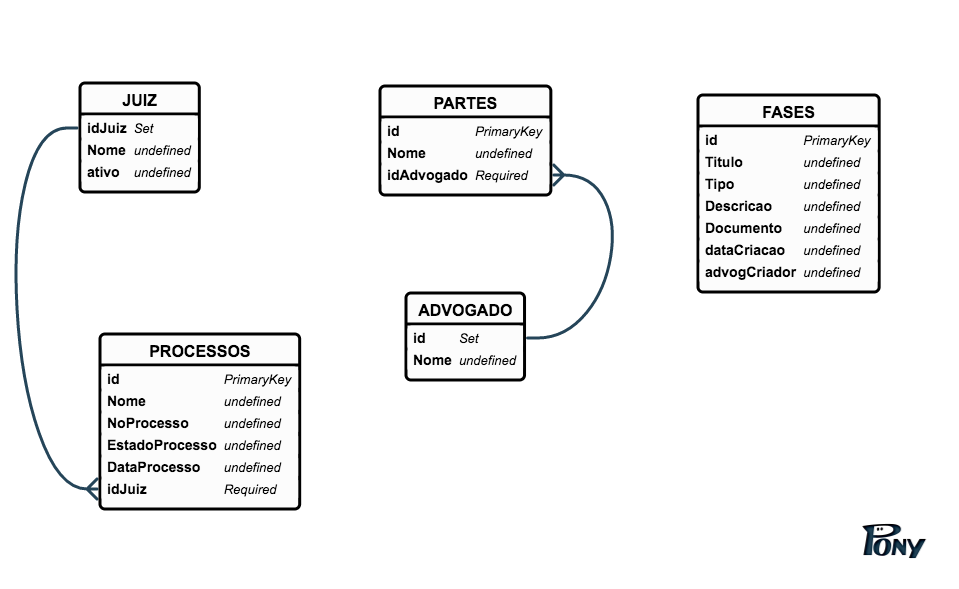 JUIZ
idJuiz Set
Nome undefined
ativo undefined
PARTES
id PrimaryKey
Nome undefined
idAdvogado Required
FASES
id PrimaryKey
Titulo undefined
Tipo undefined
Descricao undefined
Documento undefined
dataCriacao undefined
advogCriador undefined
ADVOGADO
id Set
Nome undefined
PROCESSOS
id PrimaryKey
Nome undefined
NoProcesso undefined
EstadoProcesso undefined
DataProcesso undefined
idJuiz Required
PONY